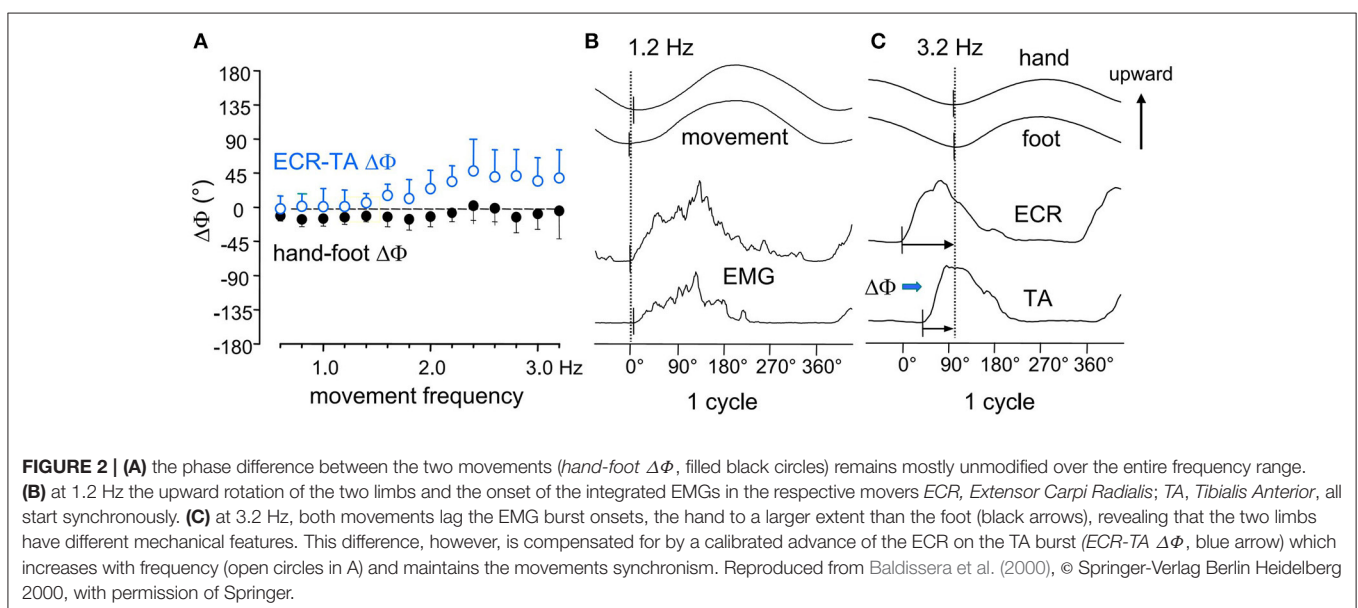 A
180
135
90
45
0
-45
-90
-135
-180
ΔΦ (°)
ECR-TA ΔΦ
hand-foot ΔΦ
1.0
2.0
3.0 Hz
movement frequency
B
1.2 Hz
movement
EMG
0° 90° 180° 270° 360°
1 cycle
C
3.2 Hz
hand
upward
foot
ECR
ΔΦ
TA
0° 90° 180° 270° 360°
1 cycle
FIGURE 2 | (A) the phase difference between the two movements (hand-foot ΔΦ, filled black circles) remains mostly unmodified over the entire frequency range.
(B) at 1.2 Hz the upward rotation of the two limbs and the onset of the integrated EMGs in the respective movers ECR, Extensor Carpi Radialis; TA, Tibialis Anterior, all
start synchronously. (C) at 3.2 Hz, both movements lag the EMG burst onsets, the hand to a larger extent than the foot (black arrows), revealing that the two limbs
have different mechanical features. This difference, however, is compensated for by a calibrated advance of the ECR on the TA burst (ECR-TA ΔΦ, blue arrow) which
increases with frequency (open circles in A) and maintains the movements synchronism. Reproduced from Baldissera et al. (2000), © Springer-Verlag Berlin Heidelberg
2000, with permission of Springer.